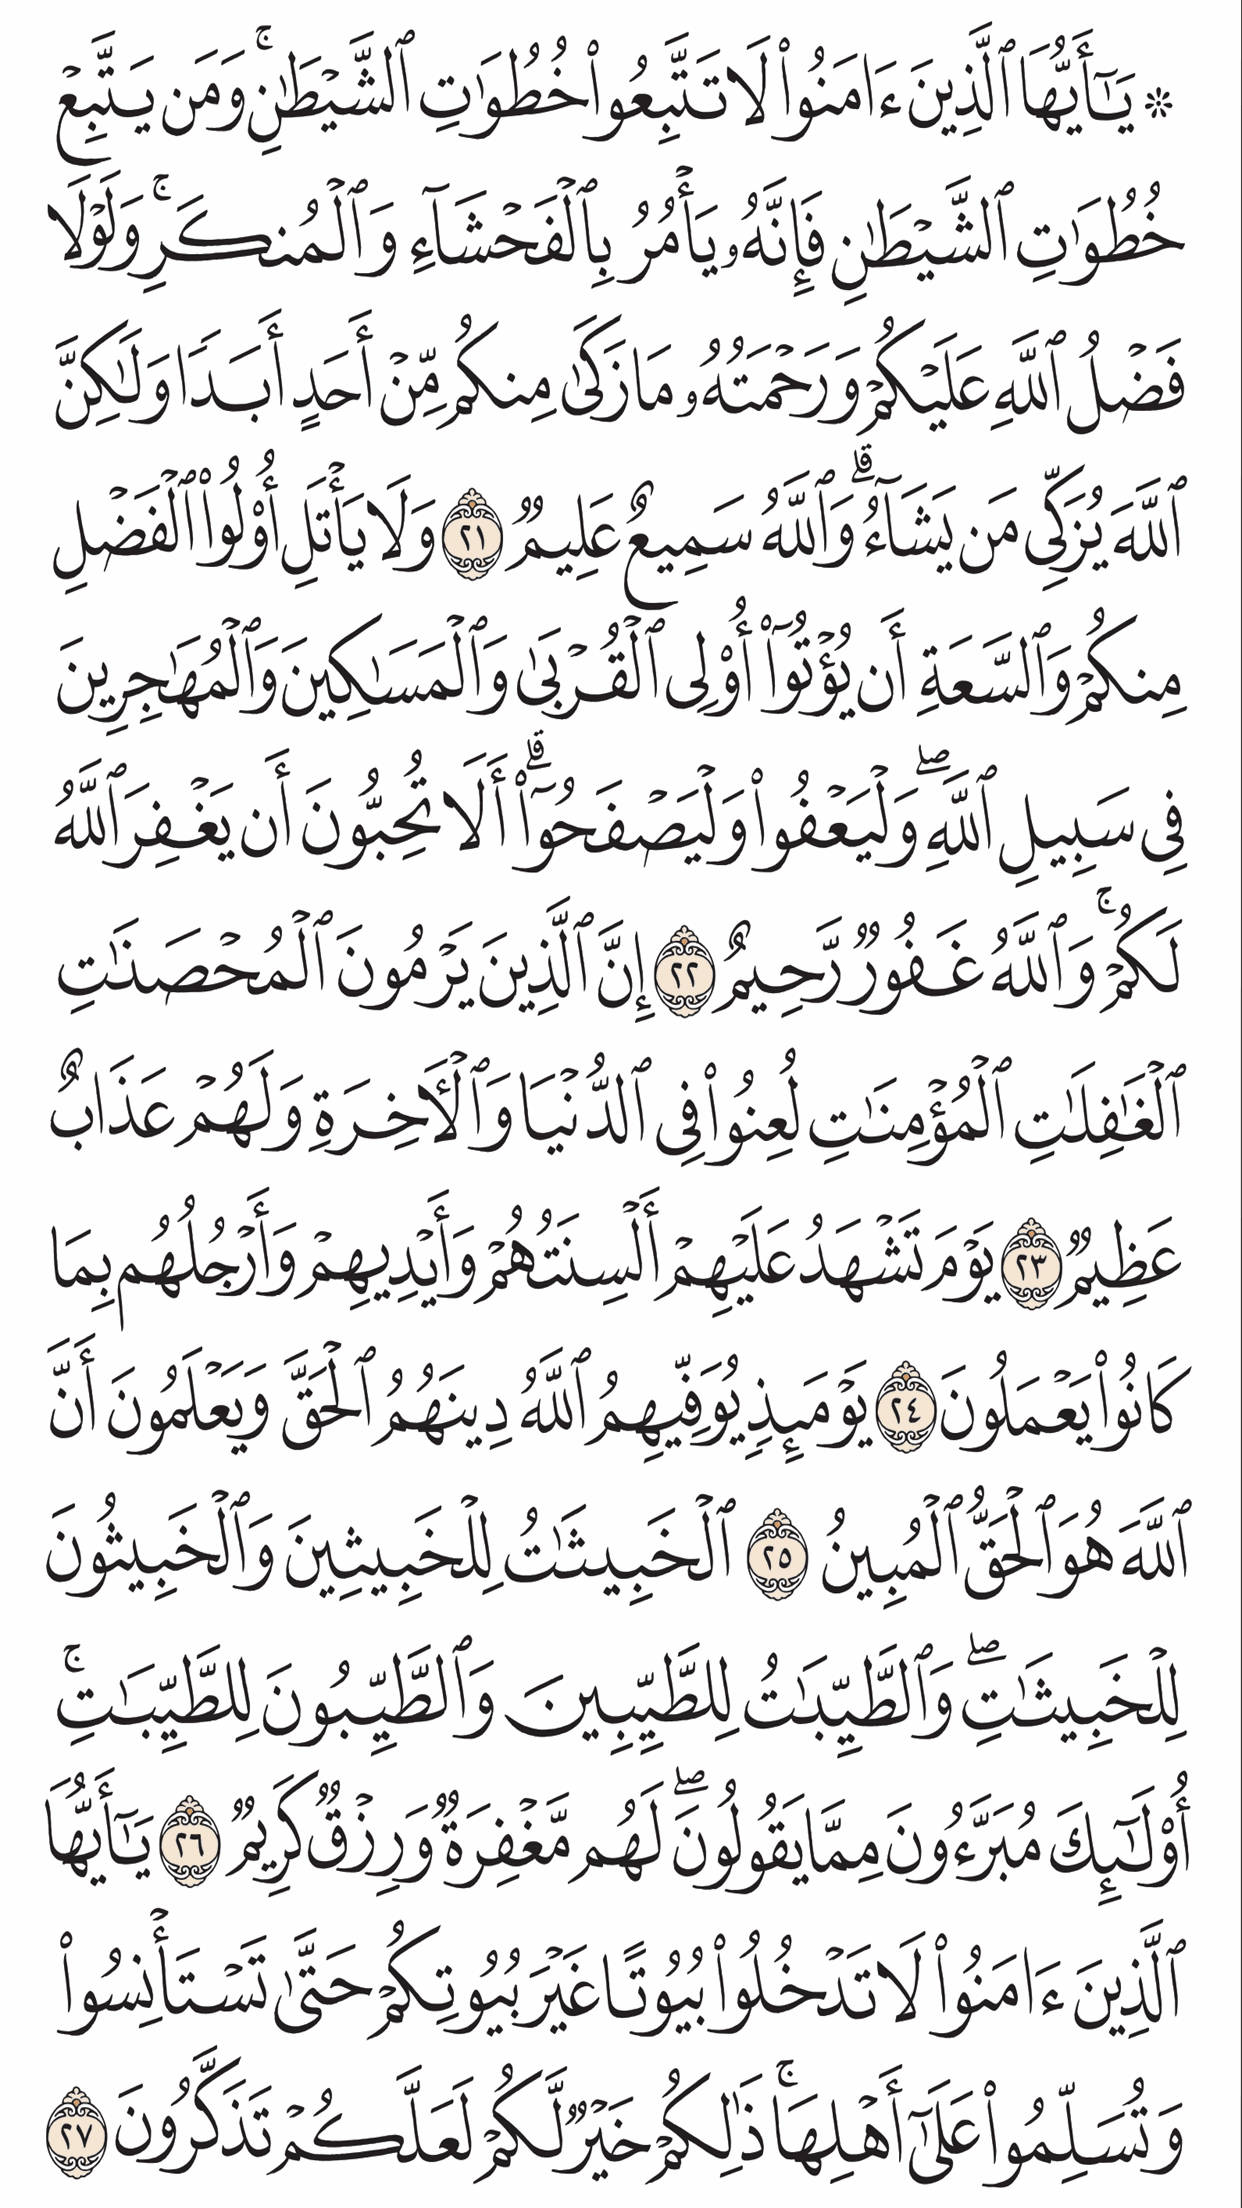 ۞ يَـٰٓأَيُّهَا ٱلَّذِينَ ءَامَنُوا۟ لَا تَتَّبِعُوا۟ خُطُوَٰتِ ٱلشَّيْطَـٰنِ ۚ وَمَن يَتَّبِعْ
خُطُوَٰتِ ٱلشَّيْطَـٰنِ فَإِنَّهُۥ يَأْمُرُ بِٱلْفَحْشَآءِ وَٱلْمُنكَرِ ۚ وَلَوْلَا
فَضْلُ ٱللَّهِ عَلَيْكُمْ وَرَحْمَتُهُۥ مَا زَكَىٰ مِنكُم مِّنْ أَحَدٍ أَبَدًا وَلَـٰكِنَّ
ٱللَّهَ يُزَكِّى مَن يَشَآءُ ۗ وَٱللَّهُ سَمِيعٌ عَلِيمٌ ٢١ وَلَا يَأْتَلِ أُو۟لُوا۟ ٱلْفَضْلِ
مِنكُمْ وَٱلسَّعَةِ أَن يُؤْتُوٓا۟ أُو۟لِى ٱلْقُرْبَىٰ وَٱلْمَسَـٰكِينَ وَٱلْمُهَـٰجِرِينَ
فِى سَبِيلِ ٱللَّهِ ۖ وَلْيَعْفُوا۟ وَلْيَصْفَحُوٓا۟ ۗ أَلَا تُحِبُّونَ أَن يَغْفِرَ ٱللَّهُ
لَكُمْ ۚ وَٱللَّهُ غَفُورٌ رَّحِيمٌ ٢٢ إِنَّ ٱلَّذِينَ يَرْمُونَ ٱلْمُحْصَنَـٰتِ
ٱلْغَـٰفِلَـٰتِ ٱلْمُؤْمِنَـٰتِ لُعِنُوا۟ فِى ٱلدُّنْيَا وَٱلْـَٔاخِرَةِ وَلَهُمْ عَذَابٌ
عَظِيمٌ ٢٣ يَوْمَ تَشْهَدُ عَلَيْهِمْ أَلْسِنَتُهُمْ وَأَيْدِيهِمْ وَأَرْجُلُهُم بِمَا
كَانُوا۟ يَعْمَلُونَ ٢٤ يَوْمَئِذٍ يُوَفِّيهِمُ ٱللَّهُ دِينَهُمُ ٱلْحَقَّ وَيَعْلَمُونَ أَنَّ
ٱللَّهَ هُوَ ٱلْحَقُّ ٱلْمُبِينُ ٢٥ ٱلْخَبِيثَـٰتُ لِلْخَبِيثِينَ وَٱلْخَبِيثُونَ
لِلْخَبِيثَـٰتِ ۖ وَٱلطَّيِّبَـٰتُ لِلطَّيِّبِينَ وَٱلطَّيِّبُونَ لِلطَّيِّبَـٰتِ ۚ
أُو۟لَـٰٓئِكَ مُبَرَّءُونَ مِمَّا يَقُولُونَ ۖ لَهُم مَّغْفِرَةٌ وَرِزْقٌ كَرِيمٌ ٢٦ يَـٰٓأَيُّهَا
ٱلَّذِينَ ءَامَنُوا۟ لَا تَدْخُلُوا۟ بُيُوتًا غَيْرَ بُيُوتِكُمْ حَتَّىٰ تَسْتَأْنِسُوا۟
وَتُسَلِّمُوا۟ عَلَىٰٓ أَهْلِهَا ۚ ذَٰلِكُمْ خَيْرٌ لَّكُمْ لَعَلَّكُمْ تَذَكَّرُونَ ٢٧